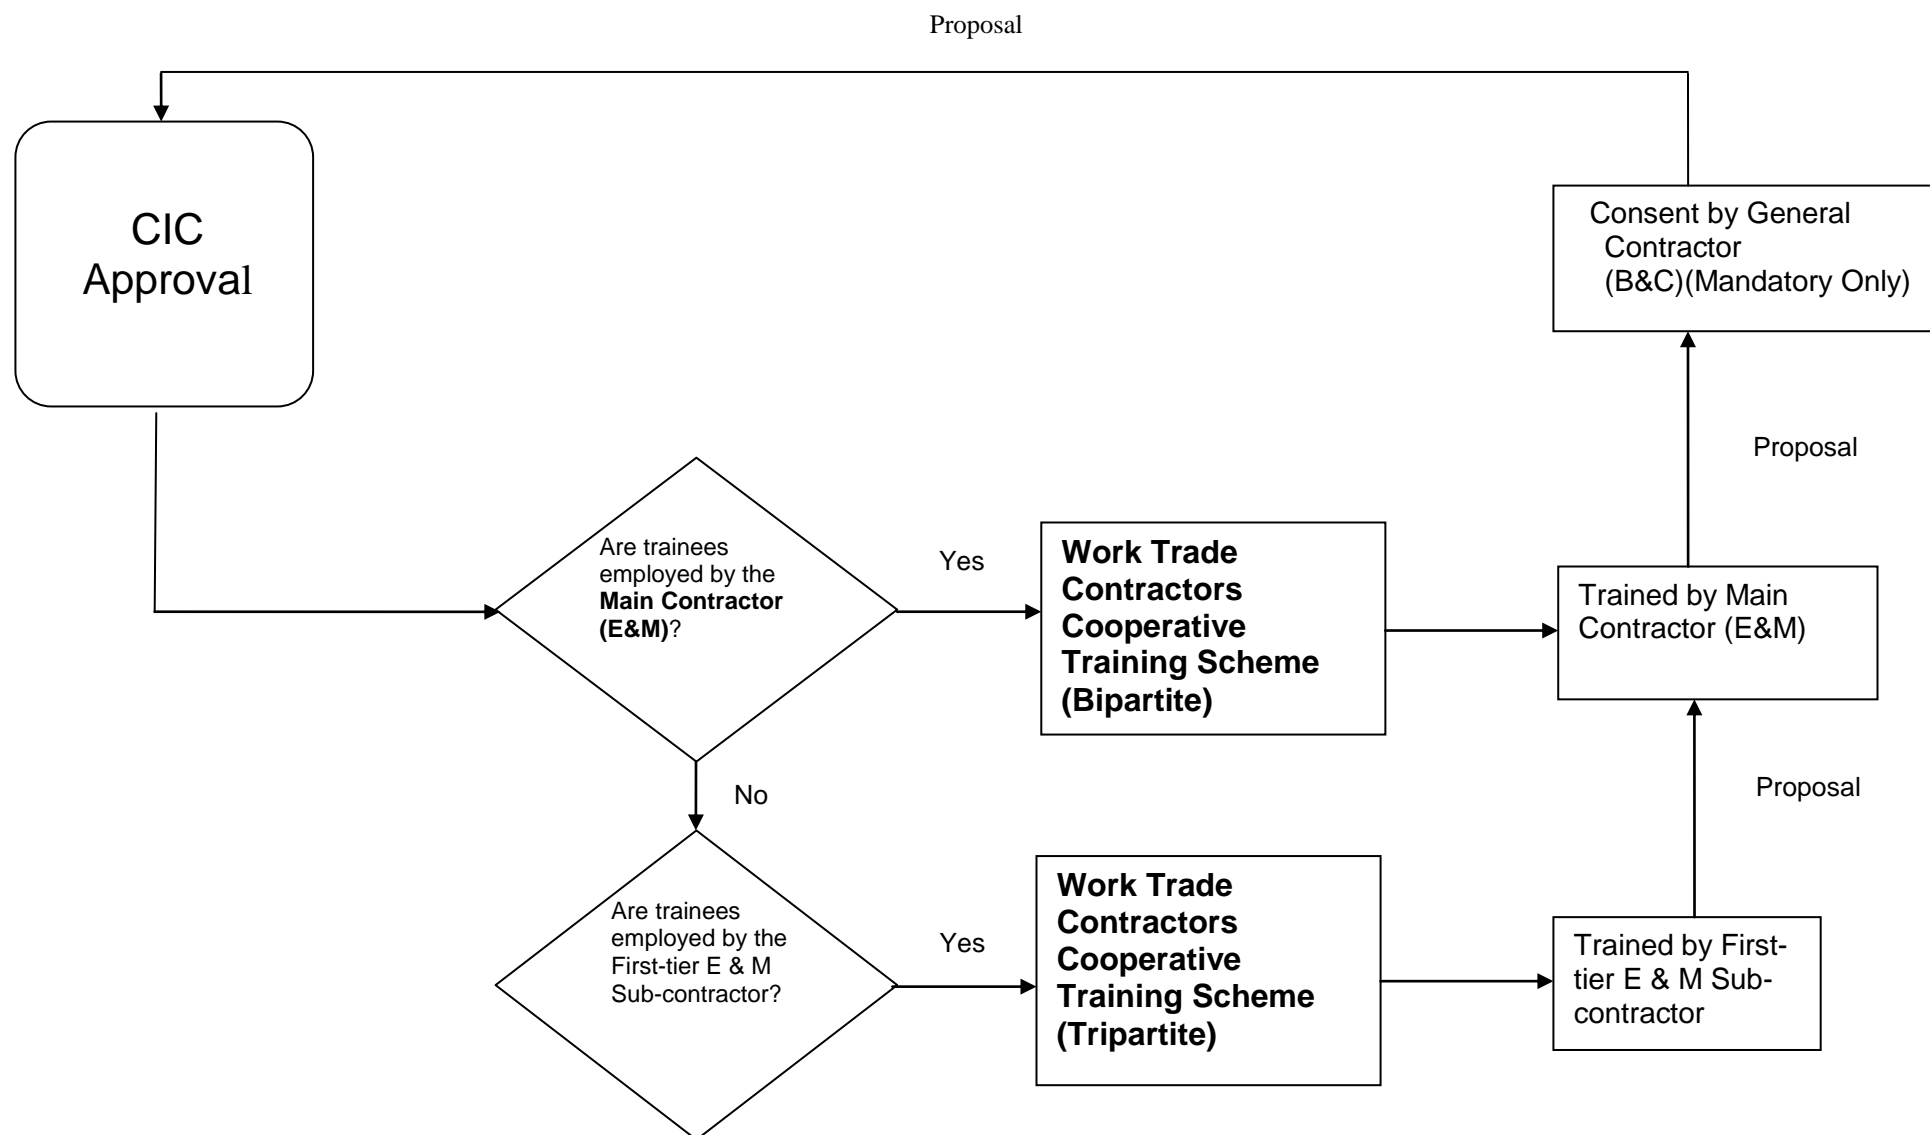 Proposal
CIC
Approval
Consent by General
Contractor
(B&C)(Mandatory Only)
Proposal
Are trainees
employed by the
Main Contractor
(E&M)?
Yes
Work Trade
Contractors
Cooperative
Training Scheme
(Bipartite)
Trained by Main
Contractor (E&M)
No
Proposal
Are trainees
employed by the
First-tier E & M
Sub-contractor?
Yes
Work Trade
Contractors
Cooperative
Training Scheme
(Tripartite)
Trained by First-
tier E & M Sub-
contractor